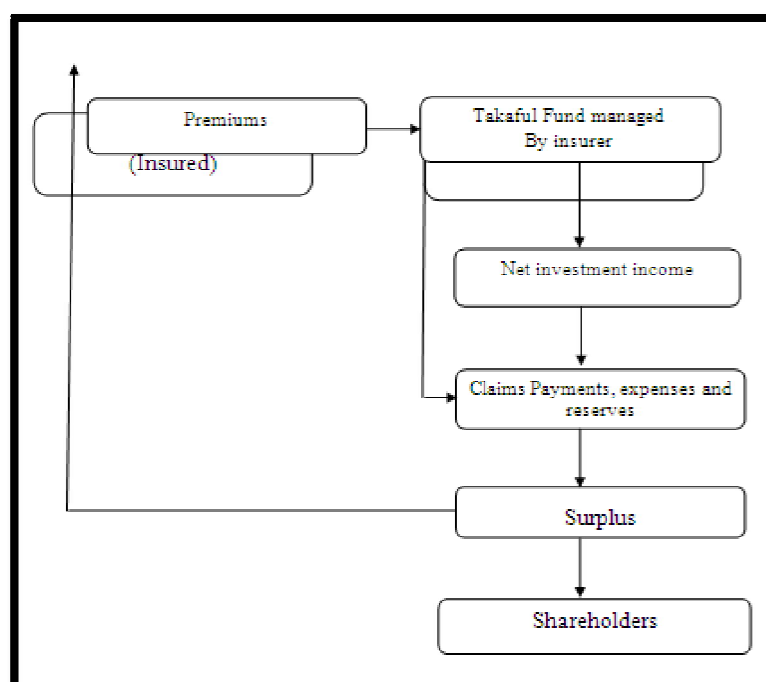 Premiums
(Insured)
Takaful Fund managed
By insurer
Net investment income
Claims Payments, expenses and
reserves
Surplus
Shareholders